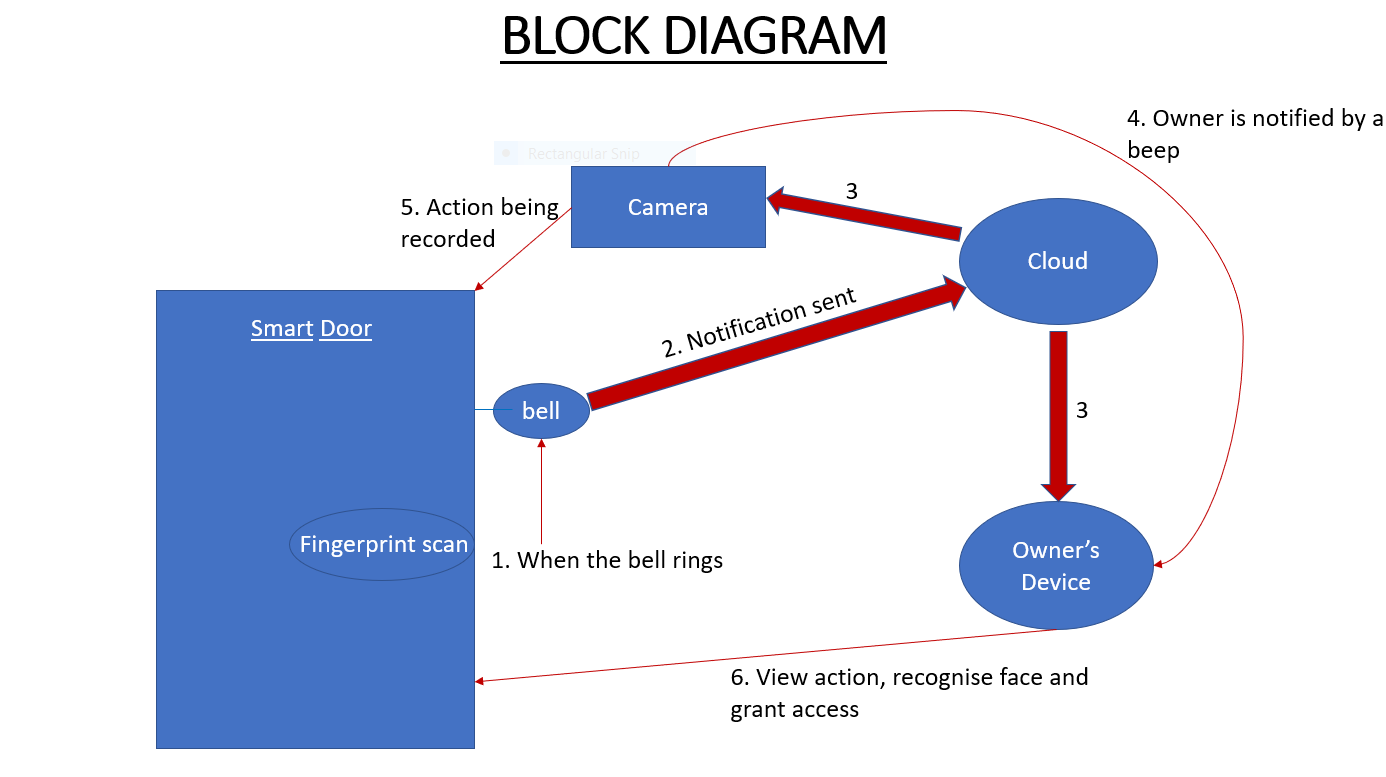 BLOCK DIAGRAM
4. Owner is notified by a
beep
Rectangular Snip
Camera
3
5. Action being
recorded
Cloud
2. Notification sent
Smart Door
bell
3
Fingerprint scan
1. When the bell rings
Owner’s
Device
6. View action, recognise face and
grant access